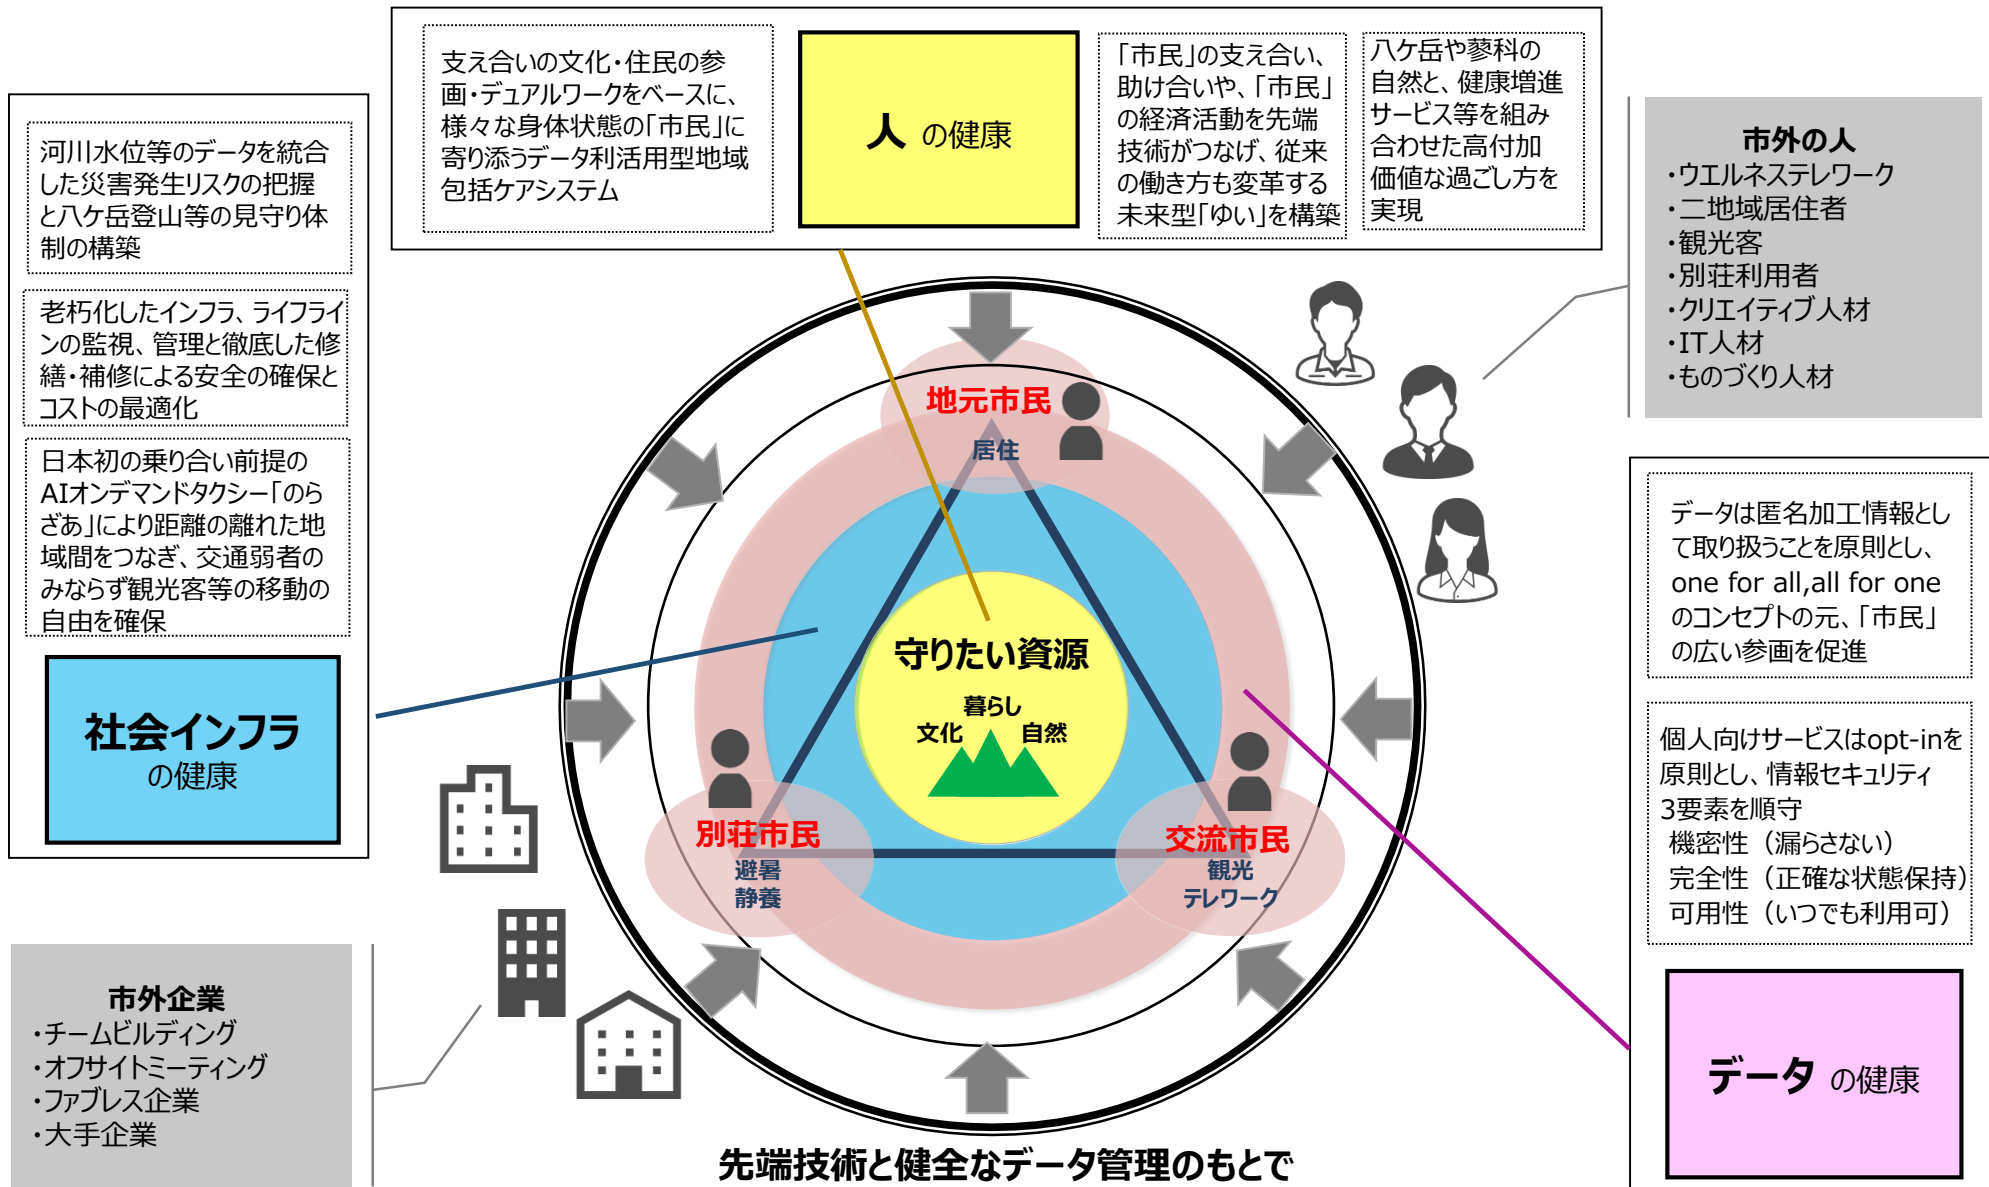 支え合いの文化・住民の参
画・デュアルワークをベースに、
様々な身体状態の「市民」に
寄り添うデータ利活用型地域
包括ケアシステム
人 の健康
「市民」の支え合い、
助け合いや、「市民」
の経済活動を先端
技術がつなげ、従来
の働き方も変革する
未来型「ゆい」を構築
八ケ岳や蓼科の
自然と、健康増進
サービス等を組み
合わせた高付加
価値な過ごし方を
実現
河川水位等のデータを統合
した災害発生リスクの把握
と八ケ岳登山等の見守り体
制の構築
老朽化したインフラ、ライフライ
ンの監視、管理と徹底した修
繕・補修による安全の確保と
コストの最適化
日本初の乗り合い前提の
AIオンデマンドタクシー「のら
ざあ」により距離の離れた地
域間をつなぎ、交通弱者の
みならず観光客等の移動の
自由を確保
社会インフラ
の健康
市外の人
・ウエルネステレワーク
・二地域居住者
・観光客
・別荘利用者
・クリエイティブ人材
・IT人材
・ものづくり人材
地元市民
居住
守りたい資源
暮らし
文化
自然
別荘市民
避暑
静養
交流市民
観光
テレワーク
データは匿名加工情報とし
て取り扱うことを原則とし、
one for all,all for one
のコンセプトの元、「市民」
の広い参画を促進
個人向けサービスはopt-inを
原則とし、情報セキュリティ
3要素を順守
機密性（漏らさない）
完全性（正確な状態保持）
可用性（いつでも利用可）
データ の健康
市外企業
・チームビルディング
・オフサイトミーティング
・ファブレス企業
・大手企業
先端技術と健全なデータ管理のもとで